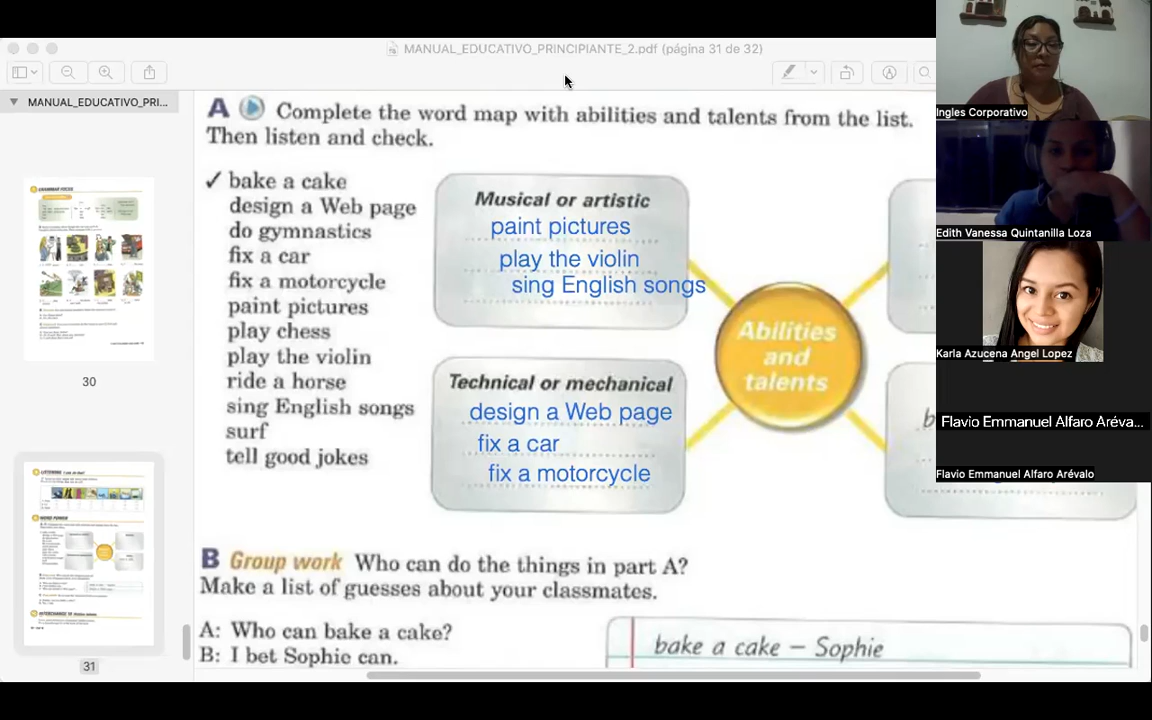 MANUAL_EDUCATIVO_PRINCIPIANTE_2.pdf (página 31 de 32)
MANUAL_EDUCATIVO_PRI...
30
31
A Complete the word map with abilities and talents from the list.
Then listen and check.
✓ bake a cake
design a Web page
do gymnastics
fix a car
fix a motorcycle
paint pictures
play chess
play the violin
ride a horse
sing English songs
surf
tell good jokes
Musical or artistic
paint pictures
play the violin
sing English songs
Technical or mechanical
design a Web page
fix a car
fix a motorcycle
Abilities
and
talents
b
B Group work Who can do the things in part A?
Make a list of guesses about your classmates.
A: Who can bake a cake?
B: I bet Sophie can.
bake a cake – Sophie
Ingles Corporativo
Edith Vanessa Quintanilla Loza
Karla Azucena Angel Lopez
Flavio Emmanuel Alfaro Aréva...
Flavio Emmanuel Alfaro Arévalo